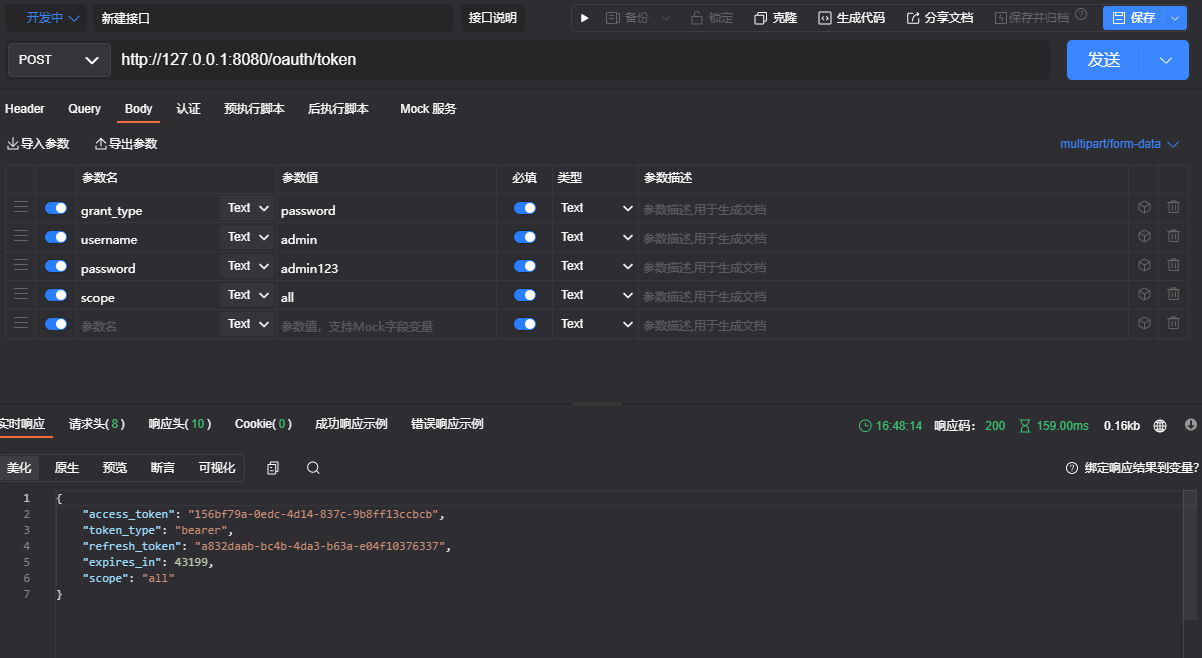 开发中 新建接口 接口说明 备份 锁定 克隆 生成代码 分享文档 保存并归档 保存
POST http://127.0.0.1:8080/oauth/token 发送
Header Query Body 认证 预执行脚本 后执行脚本 Mock 服务
导入参数 导出参数 multipart/form-data
参数名 参数值 必填 类型 参数描述
grant_type Text password Text 参数描述,用于生成文档
username Text admin Text 参数描述,用于生成文档
password Text admin123 Text 参数描述,用于生成文档
scope Text all Text 参数描述,用于生成文档
参数名 Text 参数值，支持Mock字段变量 Text 参数描述,用于生成文档
实时响应 请求头(8) 响应头(10) Cookie(0) 成功响应示例 错误响应示例 16:48:14 响应码： 200 159.00ms 0.16kb
美化 原生 预览 断言 可视化 绑定响应结果到变量?
1 {
2 "access_token": "156bf79a-0edc-4d14-837c-9b8ff13ccbcb",
3 "token_type": "bearer",
4 "refresh_token": "a832daab-bc4b-4da3-b63a-e04f10376337",
5 "expires_in": 43199,
6 "scope": "all"
7 }